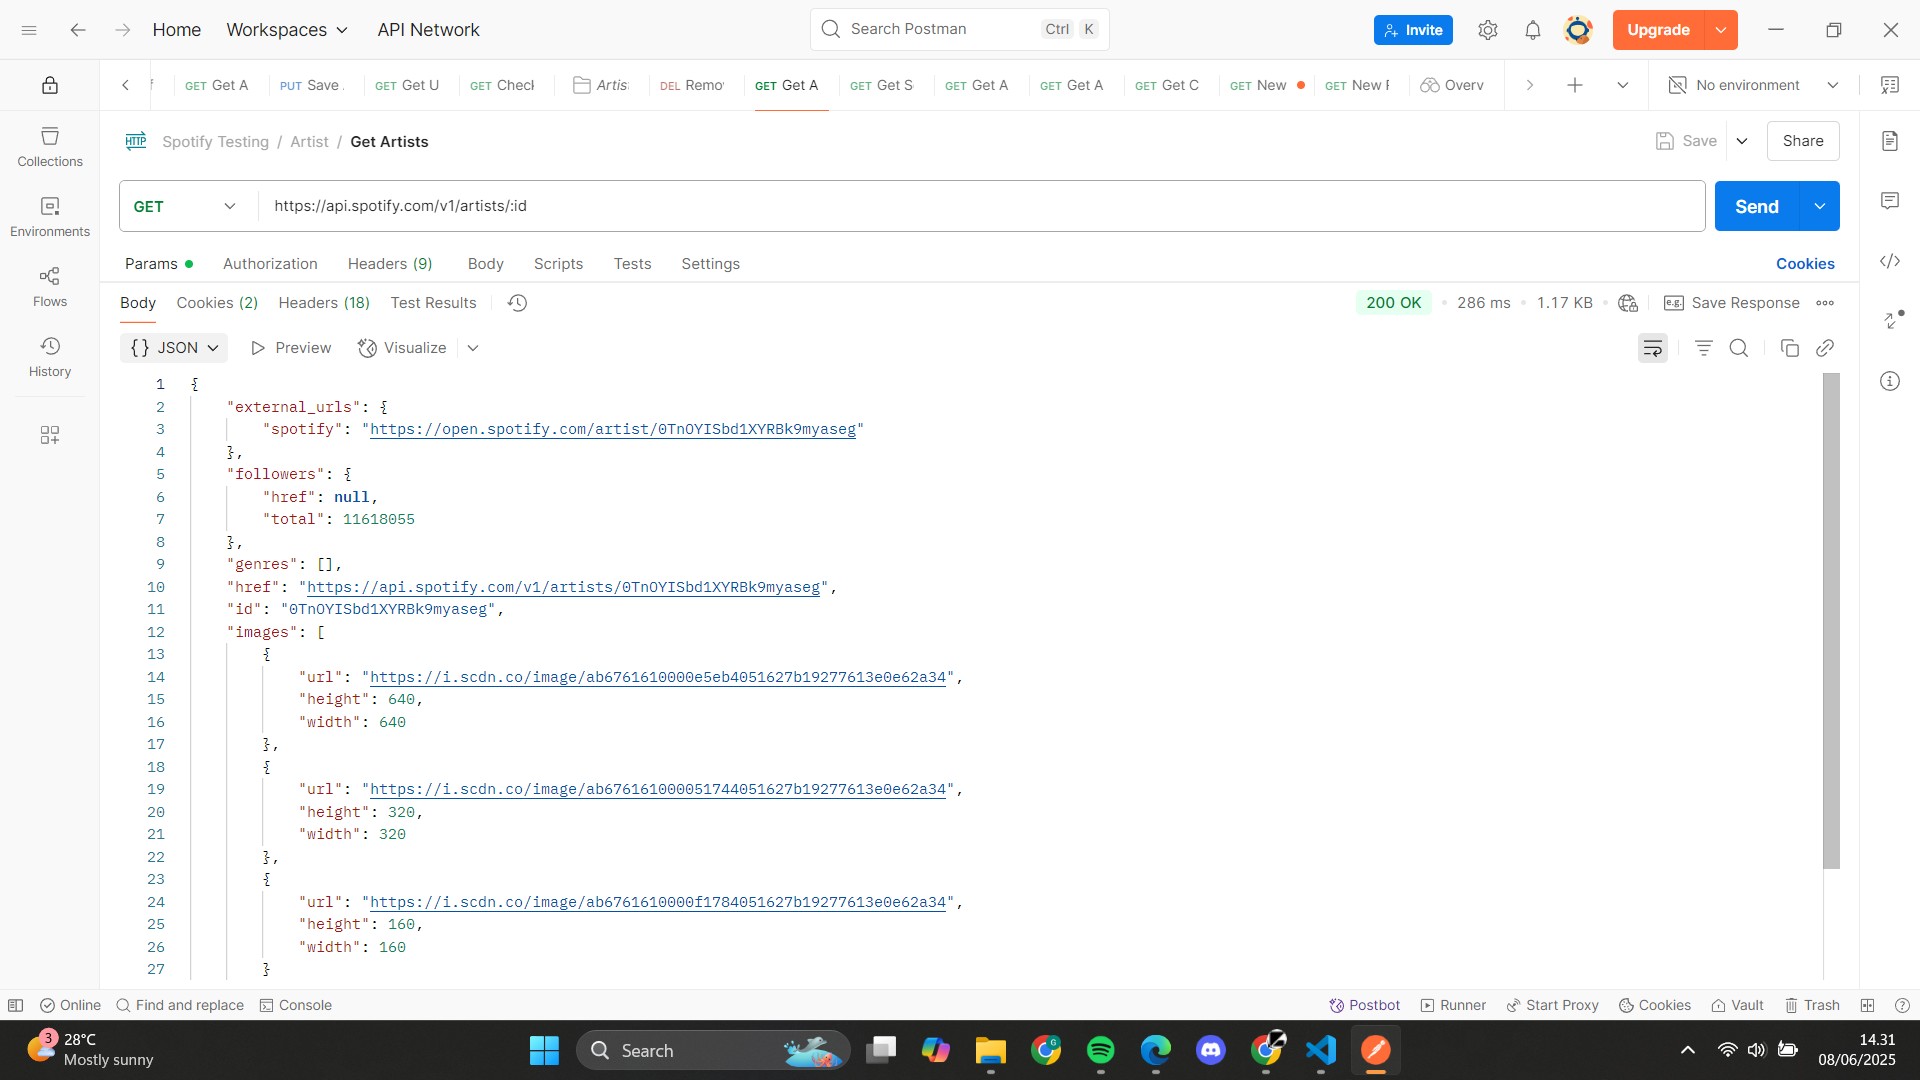 Home Workspaces API Network Search Postman Ctrl K Invite Upgrade
GET Get A PUT Save . GET Get U GET Check Artis DEL Remo GET Get A GET Get S GET Get A GET Get A GET Get C GET New GET New Overv No environment
Collections
Environments
Flows
History
HTTP Spotify Testing / Artist / Get Artists Save Share
GET https://api.spotify.com/v1/artists/:id Send
Params Authorization Headers (9) Body Scripts Tests Settings Cookies
Body Cookies (2) Headers (18) Test Results 200 OK 286 ms 1.17 KB e.g. Save Response
{} JSON Preview Visualize
1 {
2 "external_urls": {
3 "spotify": "https://open.spotify.com/artist/0TnOYISbd1XYRBk9myaseg"
4 },
5 "followers": {
6 "href": null,
7 "total": 11618055
8 },
9 "genres": [],
10 "href": "https://api.spotify.com/v1/artists/0TnOYISbd1XYRBk9myaseg",
11 "id": "0TnOYISbd1XYRBk9myaseg",
12 "images": [
13 {
14 "url": "https://i.scdn.co/image/ab6761610000e5eb4051627b19277613e0e62a34",
15 "height": 640,
16 "width": 640
17 },
18 {
19 "url": "https://i.scdn.co/image/ab676161000051744051627b19277613e0e62a34",
20 "height": 320,
21 "width": 320
22 },
23 {
24 "url": "https://i.scdn.co/image/ab6761610000f1784051627b19277613e0e62a34",
25 "height": 160,
26 "width": 160
27 }
Online Find and replace Console Postbot Runner Start Proxy Cookies Vault Trash
3 28°C
Mostly sunny
Search
14.31
08/06/2025